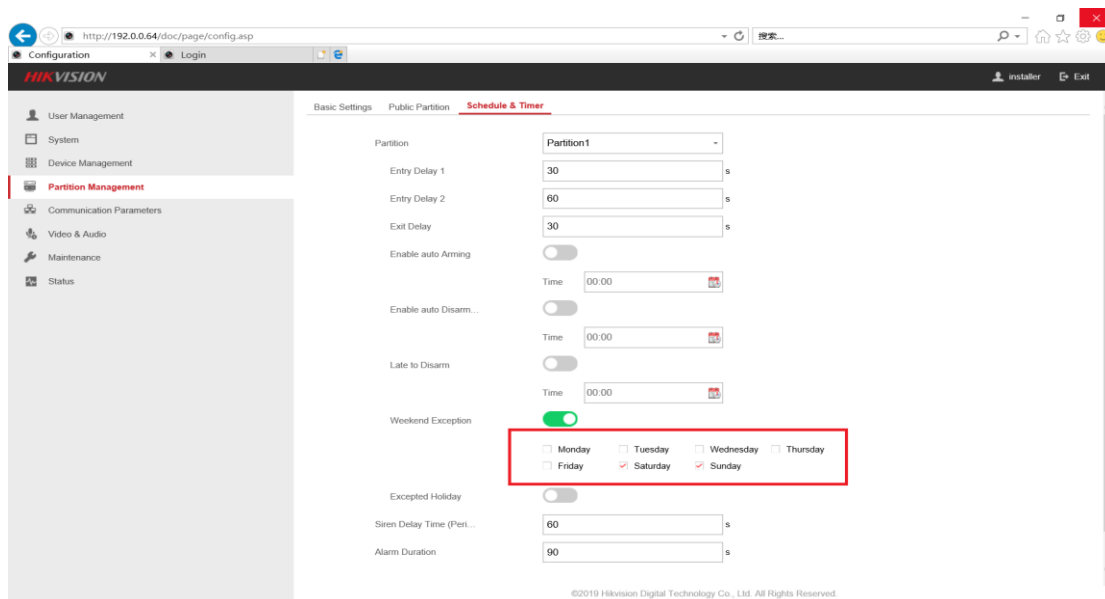 http://192.0.0.64/doc/page/config.asp
搜索...
Configuration
Login
HIKVISION
installer
Exit
Basic Settings
Public Partition
Schedule & Timer
User Management
System
Device Management
Partition Management
Communication Parameters
Video & Audio
Maintenance
Status
Partition
Partition1
Entry Delay 1
30
s
Entry Delay 2
60
s
Exit Delay
30
s
Enable auto Arming
Time
00:00
Enable auto Disarm...
Time
00:00
Late to Disarm
Time
00:00
Weekend Exception
Monday
Tuesday
Wednesday
Thursday
Friday
Saturday
Sunday
Excepted Holiday
Siren Delay Time (Peri...
60
s
Alarm Duration
90
s
©2019 Hikvision Digital Technology Co., Ltd. All Rights Reserved.